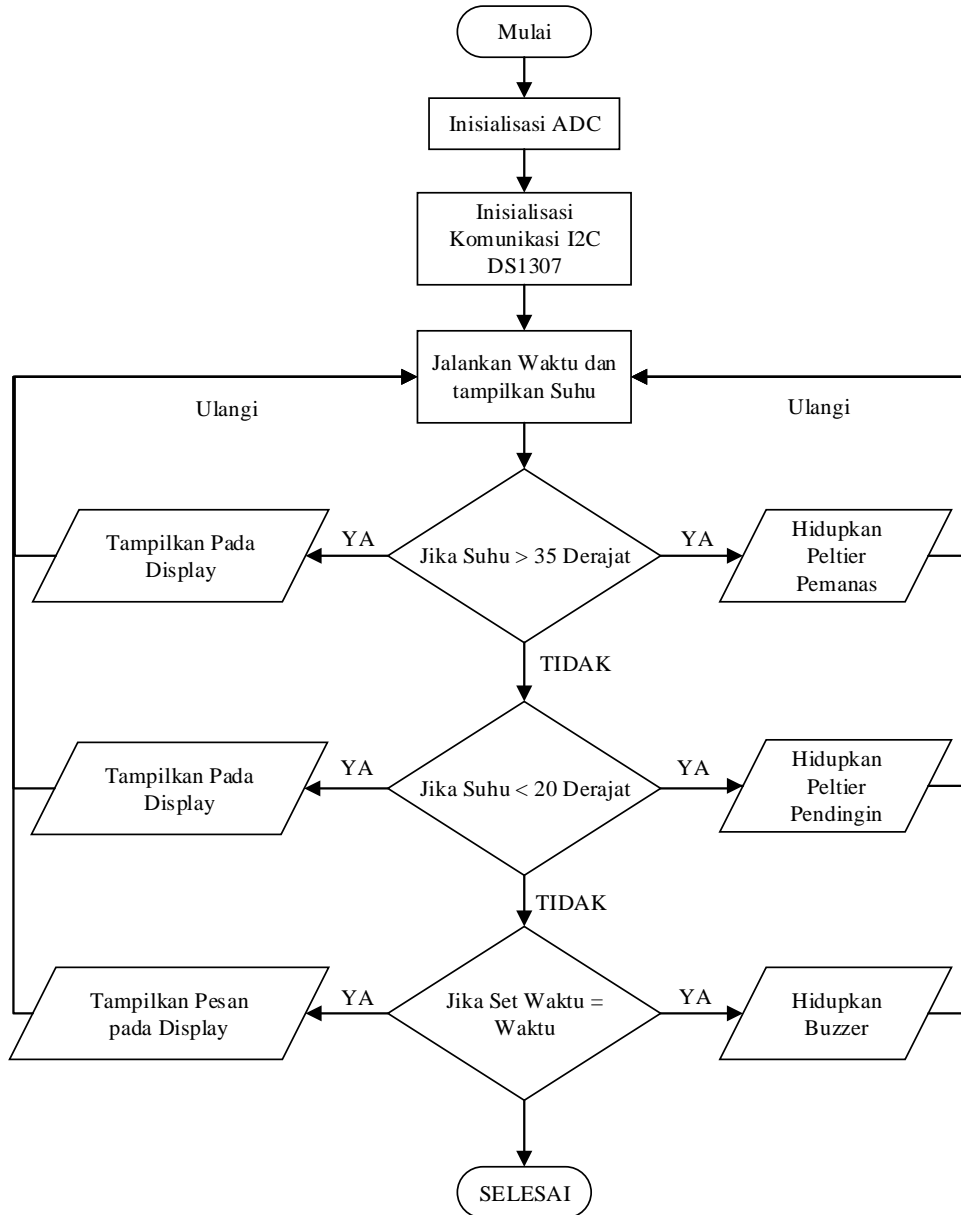 Mulai
Inisialisasi ADC
Inisialisasi
Komunikasi I2C
DS1307
Jalankan Waktu dan
tampilkan Suhu
Ulangi
Ulangi
Tampilkan Pada
Display
YA
Jika Suhu > 35 Derajat
YA
Hidupkan
Peltier
Pemanas
TIDAK
Tampilkan Pada
Display
YA
Jika Suhu < 20 Derajat
YA
Hidupkan
Peltier
Pendingin
TIDAK
Tampilkan Pesan
pada Display
YA
Jika Set Waktu =
Waktu
YA
Hidupkan
Buzzer
SELESAI